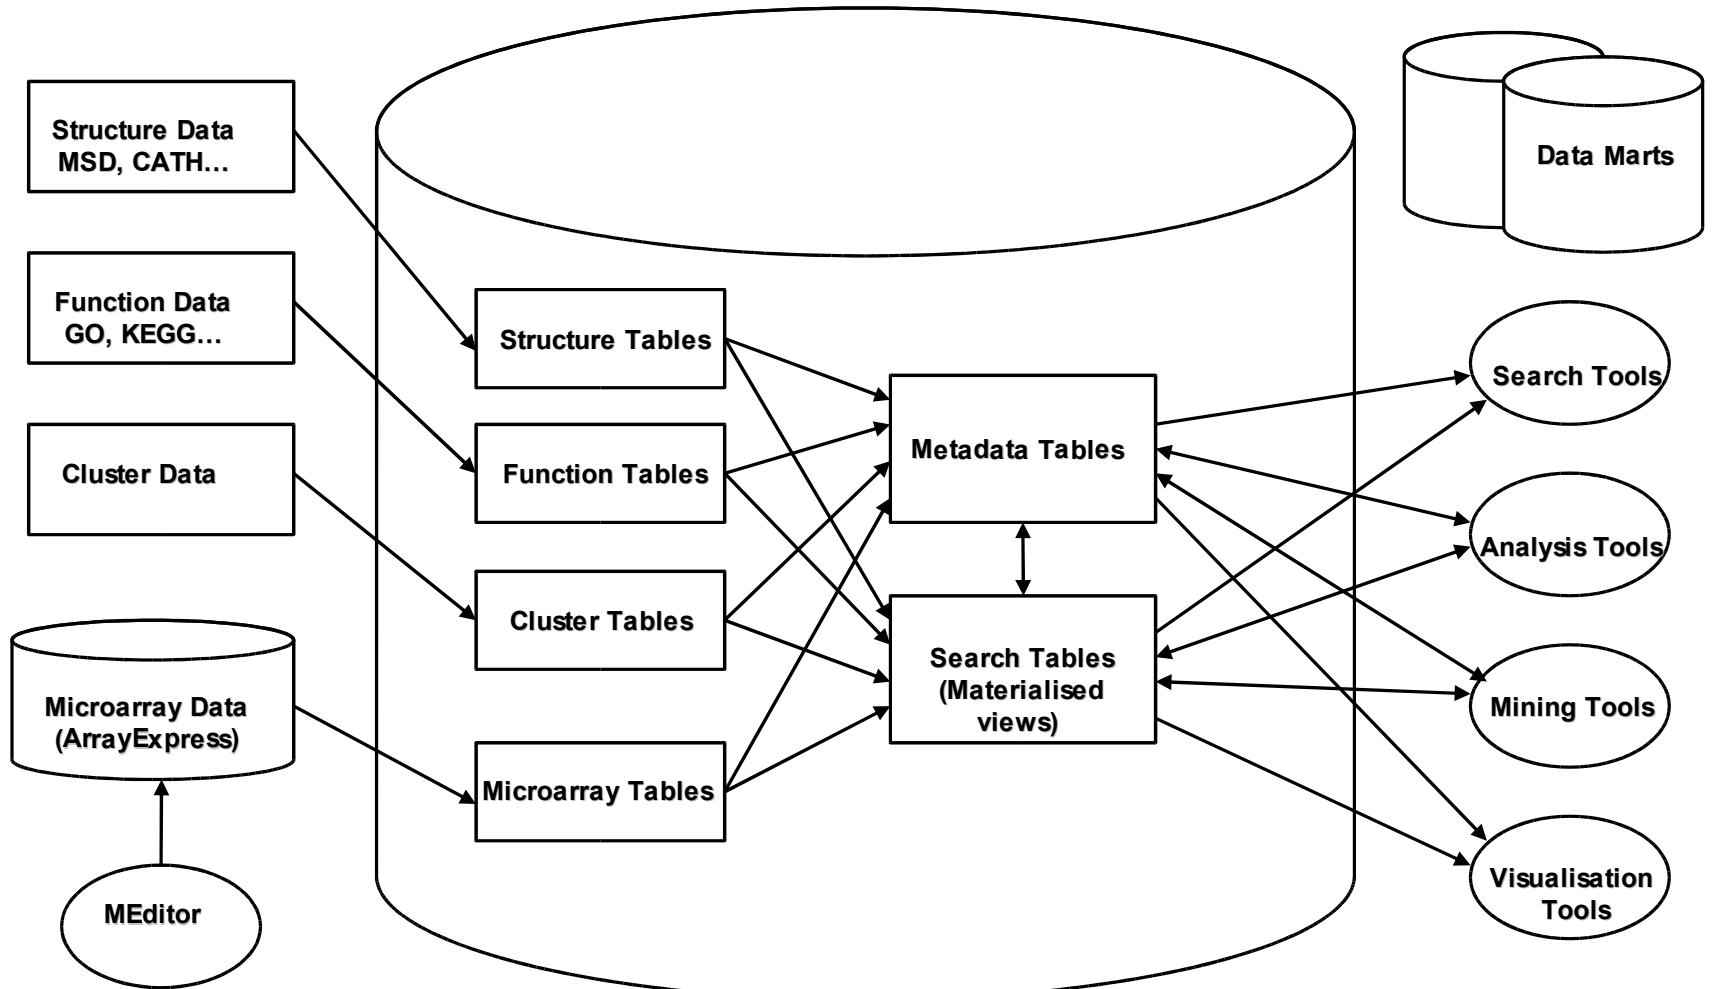 Structure Data
MSD, CATH…
Function Data
GO, KEGG…
Cluster Data
Microarray Data
(ArrayExpress)
MEditor
Structure Tables
Function Tables
Cluster Tables
Microarray Tables
Metadata Tables
Search Tables
(Materialised
views)
Data Marts
Search Tools
Analysis Tools
Mining Tools
Visualisation
Tools